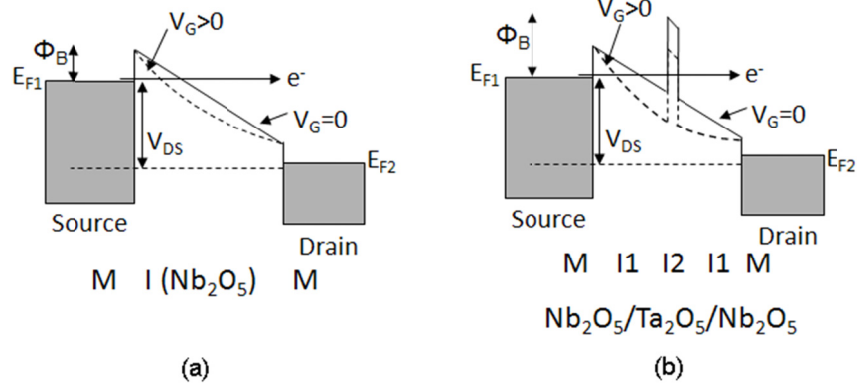 V_G>0
Φ_B
E_F1
e⁻
V_G=0
V_DS
E_F2
Source
Drain
M I (Nb₂O₅) M
(a)
V_G>0
Φ_B
E_F1
e⁻
V_G=0
V_DS
E_F2
Source
Drain
M I1 I2 I1 M
Nb₂O₅/Ta₂O₅/Nb₂O₅
(b)